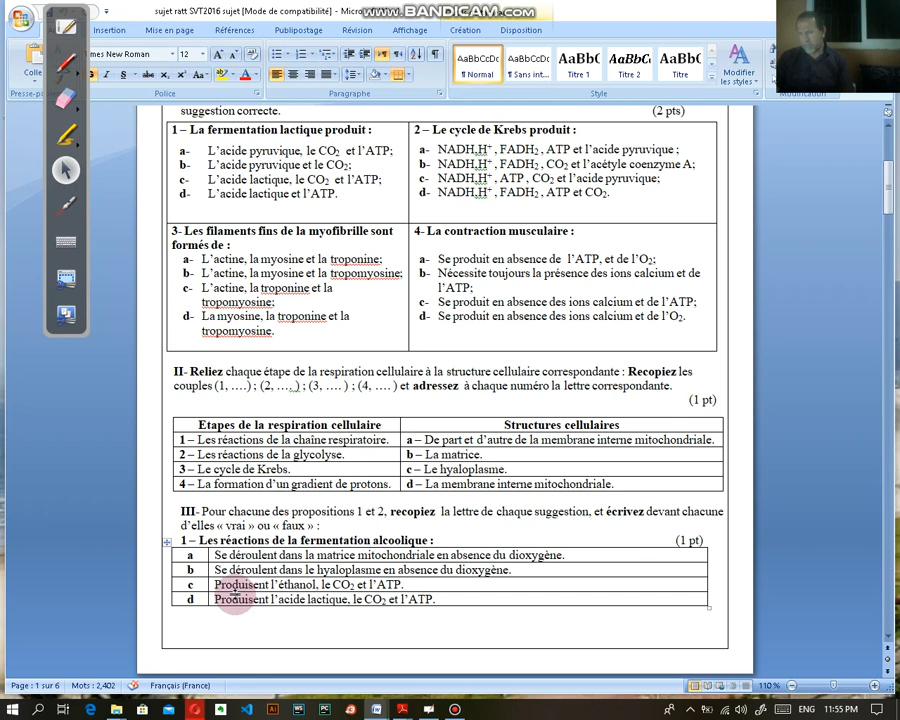 sujet ratt SVT2016 sujet [Mode de compatibilité] - Micro
www.BANDICAM.com
Insertion Mise en page Références Publipostage Révision Affichage Création Disposition
mes New Roman 12
Colle
Presse-pa Police Paragraphe Style
AaBbCcDc AaBbCcDc AaBbC AaBbCc AaBbC
¶ Normal ¶ Sans int... Titre 1 Titre 2 Titre
Modifier les styles
suggestion correcte. (2 pts)
1 – La fermentation lactique produit :
a- L'acide pyruvique, le CO2 et l'ATP;
b- L'acide pyruvique et le CO2;
c- L'acide lactique, le CO2 et l'ATP;
d- L'acide lactique et l'ATP.
2 – Le cycle de Krebs produit :
a- NADH,H+ , FADH2 , ATP et l'acide pyruvique ;
b- NADH,H+ , FADH2 , CO2 et l'acétyle coenzyme A;
c- NADH,H+ , ATP , CO2 et l'acide pyruvique;
d- NADH,H+ , FADH2 , ATP et CO2.
3 – Les filaments fins de la myofibrille sont
formés de :
a- L'actine, la myosine et la troponine;
b- L'actine, la myosine et la tropomyosine;
c- L'actine, la troponine et la
tropomyosine;
d- La myosine, la troponine et la
tropomyosine.
4- La contraction musculaire :
a- Se produit en absence de l'ATP, et de l'O2;
b- Nécessite toujours la présence des ions calcium et de
l'ATP;
c- Se produit en absence des ions calcium et de l'ATP;
d- Se produit en absence des ions calcium et de l'O2.
II- Reliez chaque étape de la respiration cellulaire à la structure cellulaire correspondante : Recopiez les
couples (1, ….) ; (2, …. ) ; (3, …. ) ; (4, …. ) et adressez à chaque numéro la lettre correspondante.
(1 pt)
Etapes de la respiration cellulaire Structures cellulaires
1 – Les réactions de la chaîne respiratoire. a – De part et d'autre de la membrane interne mitochondriale.
2 – Les réactions de la glycolyse. b – La matrice.
3 – Le cycle de Krebs. c – Le hyaloplasme.
4 – La formation d'un gradient de protons. d – La membrane interne mitochondriale.
III- Pour chacune des propositions 1 et 2, recopiez la lettre de chaque suggestion, et écrivez devant chacune
d'elles « vrai » ou « faux » :
1 – Les réactions de la fermentation alcoolique : (1 pt)
a Se déroulent dans la matrice mitochondriale en absence du dioxygène.
b Se déroulent dans le hyaloplasme en absence du dioxygène.
c Produisent l'éthanol, le CO2 et l'ATP.
d Produisent l'acide lactique, le CO2 et l'ATP.
Page : 1 sur 6 Mots : 2,402 Français (France) 110 %
ENG 11:55 PM